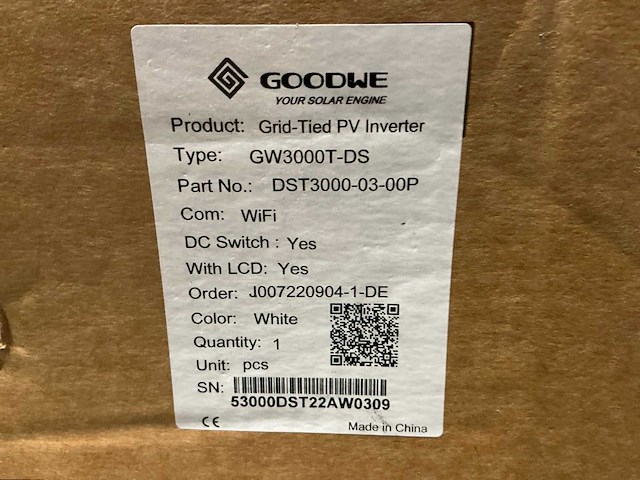 GOODWE
YOUR SOLAR ENGINE
Product: Grid-Tied PV Inverter
Type: GW3000T-DS
Part No.: DST3000-03-00P
Com: WiFi
DC Switch : Yes
With LCD: Yes
Order: J007220904-1-DE
Color: White
Quantity: 1
Unit: pcs
SN:
53000DST22AW0309
CE
Made in China